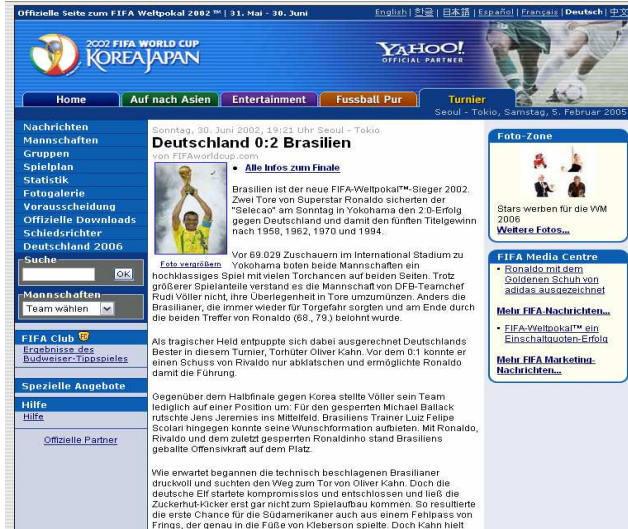 Offizielle Seite zum FIFA Weltpokal 2002 ™ | 31. Mai - 30. Juni
English | 한글 | 日本語 | Español | Français | Deutsch | 中文
2002 FIFA WORLD CUP
KOREA JAPAN
YAHOO!
OFFICIAL PARTNER
Home
Auf nach Asien
Entertainment
Fussball Pur
Turnier
Seoul - Tokio, Samstag, 5. Februar 2005
Nachrichten
Mannschaften
Gruppen
Spielplan
Statistik
Fotogalerie
Vorausscheidung
Offizielle Downloads
Schiedsrichter
Deutschland 2006
Suche
OK
Mannschaften
Team wählen
FIFA Club
Ergebnisse des
Budweiser-Tippspieles
Spezielle Angebote
Hilfe
Hilfe
Offizielle Partner
Sonntag, 30. Juni 2002, 19:21 Uhr Seoul - Tokio
Deutschland 0:2 Brasilien
von FIFAworldcup.com
Foto vergrößern
• Alle Infos zum Finale
Brasilien ist der neue FIFA-Weltpokal™-Sieger 2002.
Zwei Tore von Superstar Ronaldo sicherten der
"Selecao" am Sonntag in Yokohama den 2:0-Erfolg
gegen Deutschland und damit den fünften Titelgewinn
nach 1958, 1962, 1970 und 1994.
Vor 69.029 Zuschauern im International Stadium zu
Yokohama boten beide Mannschaften ein
hochklassiges Spiel mit vielen Torchancen auf beiden Seiten. Trotz
größerer Spielanteile verstand es die Mannschaft von DFB-Teamchef
Rudi Völler nicht, ihre Überlegenheit in Tore umzumünzen. Anders die
Brasilianer, die immer wieder für Torgefahr sorgten und am Ende durch
die beiden Treffer von Ronaldo (68., 79.) belohnt wurde.
Als tragischer Held entpuppte sich dabei ausgerechnet Deutschlands
Bester in diesem Turnier, Torhüter Oliver Kahn. Vor dem 0:1 konnte er
einen Schuss von Rivaldo nur abklatschen und ermöglichte Ronaldo
damit die Führung.
Gegenüber dem Halbfinale gegen Korea stellte Völler sein Team
lediglich auf einer Position um: Für den gesperrten Michael Ballack
rutschte Jens Jeremies ins Mittelfeld. Brasiliens Trainer Luiz Felipe
Scolari hingegen konnte seine Wunschformation aufbieten. Mit Ronaldo,
Rivaldo und dem zuletzt gesperrten Ronaldinho stand Brasiliens
geballte Offensivkraft auf dem Platz.
Wie erwartet begannen die technisch beschlagenen Brasilianer
druckvoll und suchten den Weg zum Tor von Oliver Kahn. Doch die
deutsche Elf startete kompromisslos und entschlossen und ließ die
Zuckerhut-Kicker erst gar nicht zum Spielaufbau kommen. So resultierte
die erste Chance für die Südamerikaner auch aus einem Fehlpass von
Frings, der genau in die Füße von Kleberson spielte. Doch Kahn hielt
Foto-Zone
Stars werben für die WM
2006
Weitere Fotos...
FIFA Media Centre
• Ronaldo mit dem
Goldenen Schuh von
adidas ausgezeichnet
Mehr FIFA-Nachrichten...
• FIFA-Weltpokal™ ein
Einschaltquoten-Erfolg
Mehr FIFA Marketing-
Nachrichten...